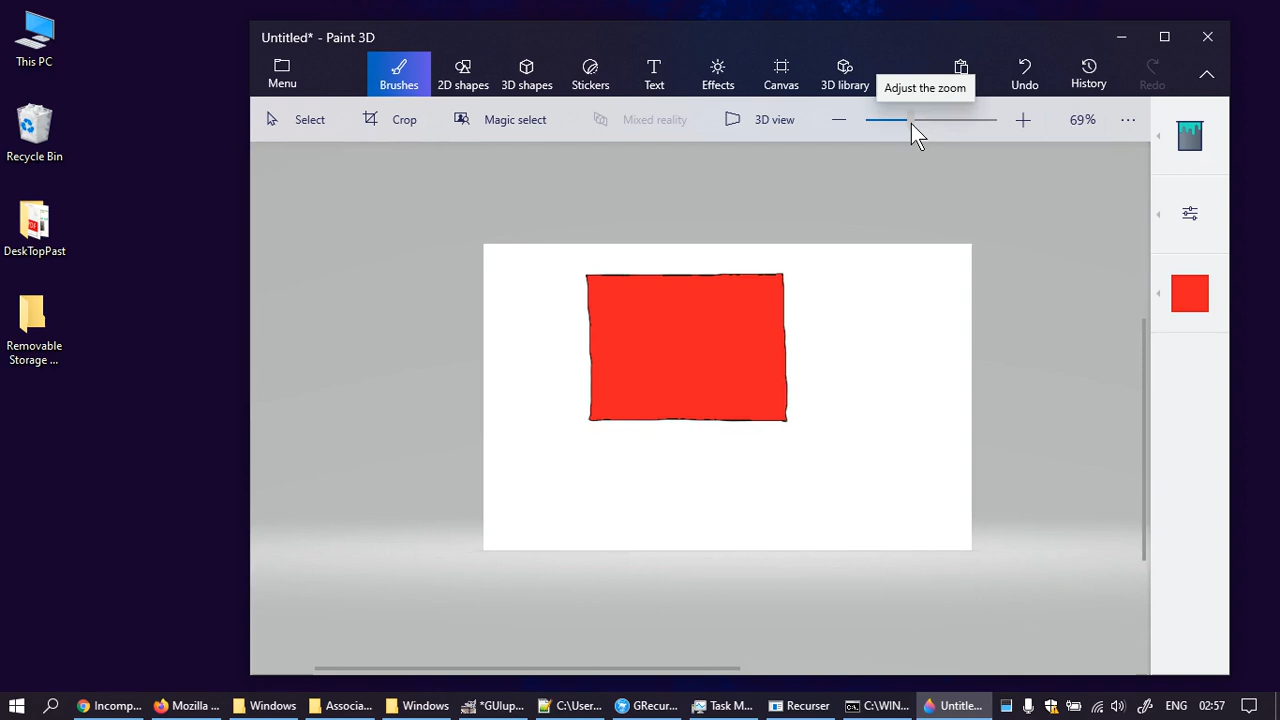 This PC
Recycle Bin
DeskTopPast
Removable
Storage ...
Untitled* - Paint 3D
Menu
Brushes
2D shapes
3D shapes
Stickers
Text
Effects
Canvas
3D library
Undo
History
Redo
Adjust the zoom
Select
Crop
Magic select
Mixed reality
3D view
69%
Incomp...
Mozilla ...
Windows
Associa...
Windows
*GUIup...
C:\User...
GRecur...
Task M...
Recurser
C:\WIN...
Untitle...
ENG
02:57